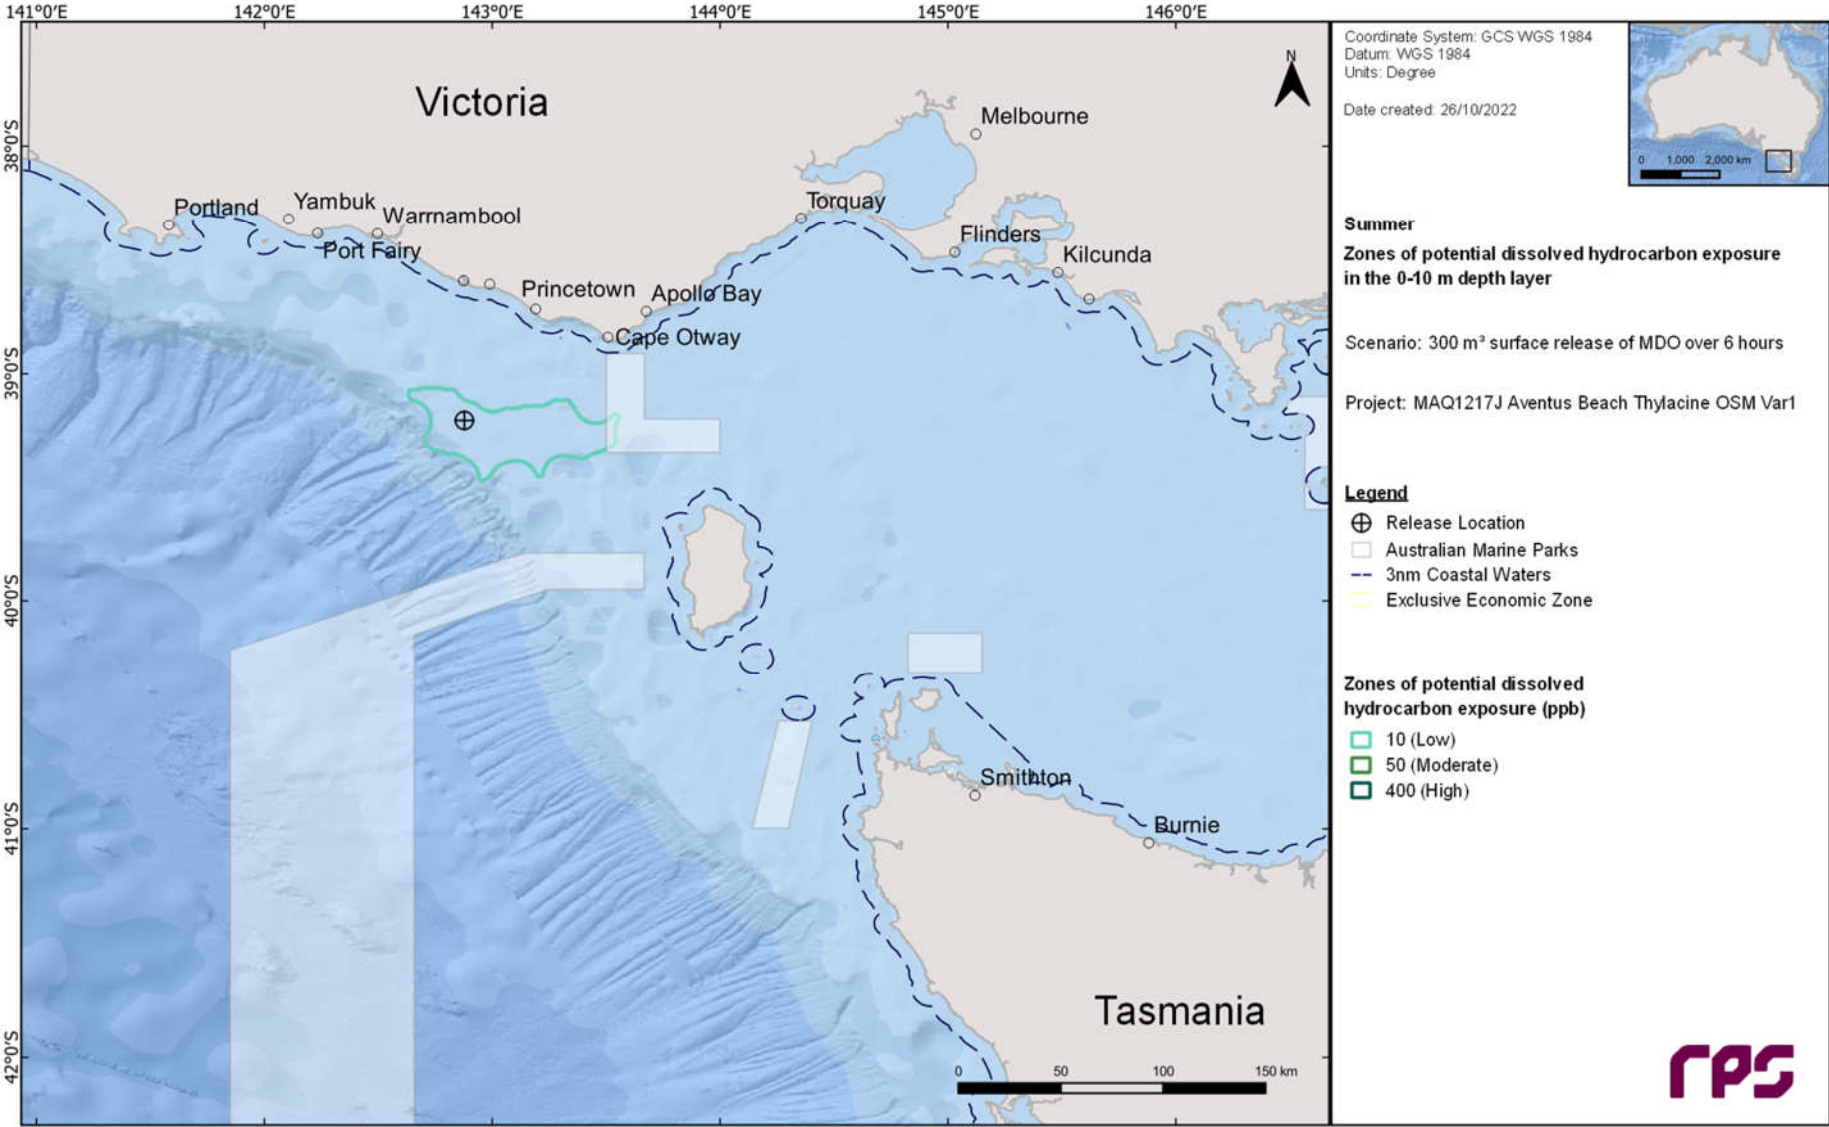 141°0'E 142°0'E 143°0'E 144°0'E 145°0'E 146°0'E
38°0'S
39°0'S
40°0'S
41°0'S
42°0'S
Victoria
N
Melbourne
Portland
Yambuk
Warrnambool
Port Fairy
Torquay
Flinders
Kilcunda
Princetown
Apollo Bay
Cape Otway
Smithton
Burnie
Tasmania
0 50 100 150 km
Coordinate System: GCS WGS 1984
Datum: WGS 1984
Units: Degree
Date created: 26/10/2022
0 1,000 2,000 km
Summer
Zones of potential dissolved hydrocarbon exposure
in the 0-10 m depth layer
Scenario: 300 m³ surface release of MDO over 6 hours
Project: MAQ1217J Aventus Beach Thylacine OSM Var1
Legend
Release Location
Australian Marine Parks
3nm Coastal Waters
Exclusive Economic Zone
Zones of potential dissolved
hydrocarbon exposure (ppb)
10 (Low)
50 (Moderate)
400 (High)
rps